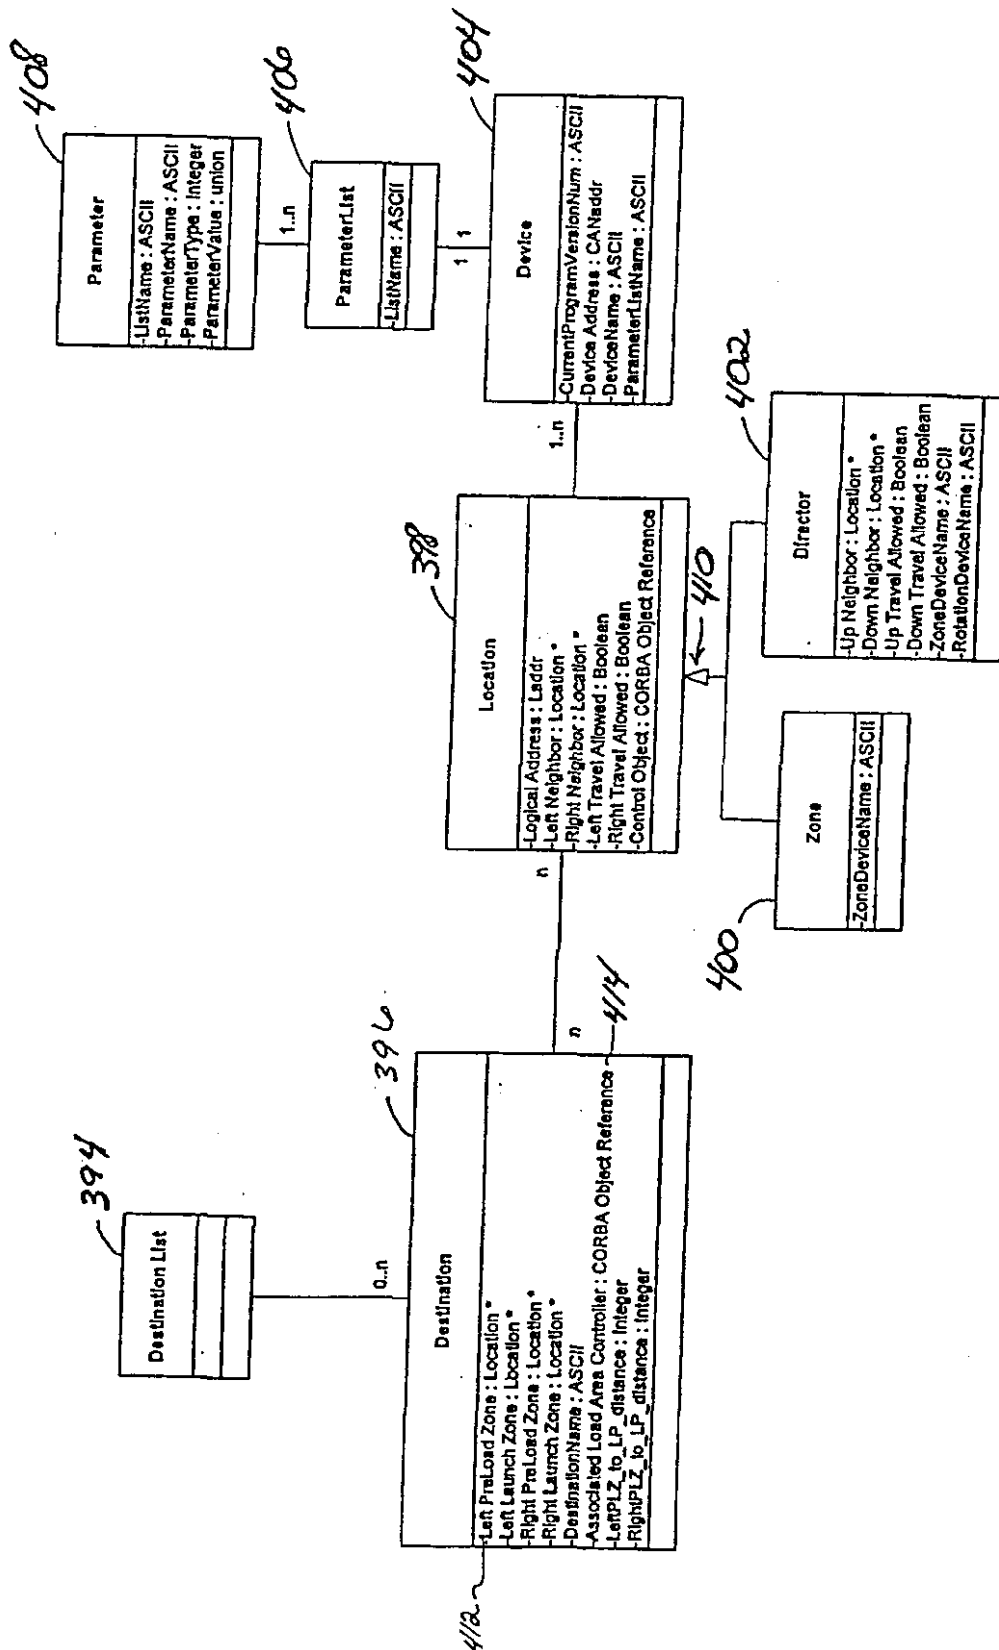 394
Destination List
0..n
396
Destination
-Left PreLoad Zone : Location *
-Left Launch Zone : Location *
-Right PreLoad Zone : Location *
-Right Launch Zone : Location *
-DestinationName : ASCII
-Associated Load Area Controller : CORBA Object Reference
-LeftPLZ_to_LP_distance : Integer
-RightPLZ_to_LP_distance : Integer
412
414
n
n
398
Location
-Logical Address : Laddr
-Left Neighbor : Location *
-Right Neighbor : Location *
-Left Travel Allowed : Boolean
-Right Travel Allowed : Boolean
-Control Object : CORBA Object Reference
410
400
Zone
-ZoneDeviceName : ASCII
402
Director
-Up Neighbor : Location *
-Down Neighbor : Location *
-Up Travel Allowed : Boolean
-Down Travel Allowed : Boolean
-ZoneDeviceName : ASCII
-RotationDeviceName : ASCII
1..n
404
Device
-CurrentProgramVersionNum : ASCII
-Device Address : CANaddr
-DeviceName : ASCII
-ParameterListName : ASCII
1
1
406
ParameterList
-ListName : ASCII
1..n
408
Parameter
-ListName : ASCII
-ParameterName : ASCII
-ParameterType : Integer
-ParameterValue : union